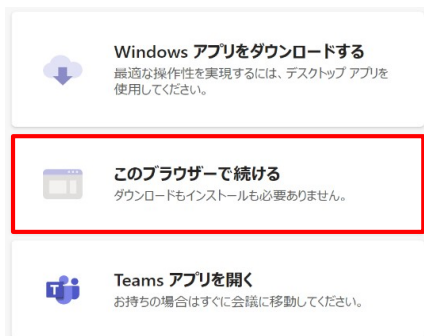 Windows アプリをダウンロードする
最適な操作性を実現するには、デスクトップ アプリを
使用してください。
このブラウザーで続ける
ダウンロードもインストールも必要ありません。
Teams アプリを開く
お持ちの場合はすぐに会議に移動してください。